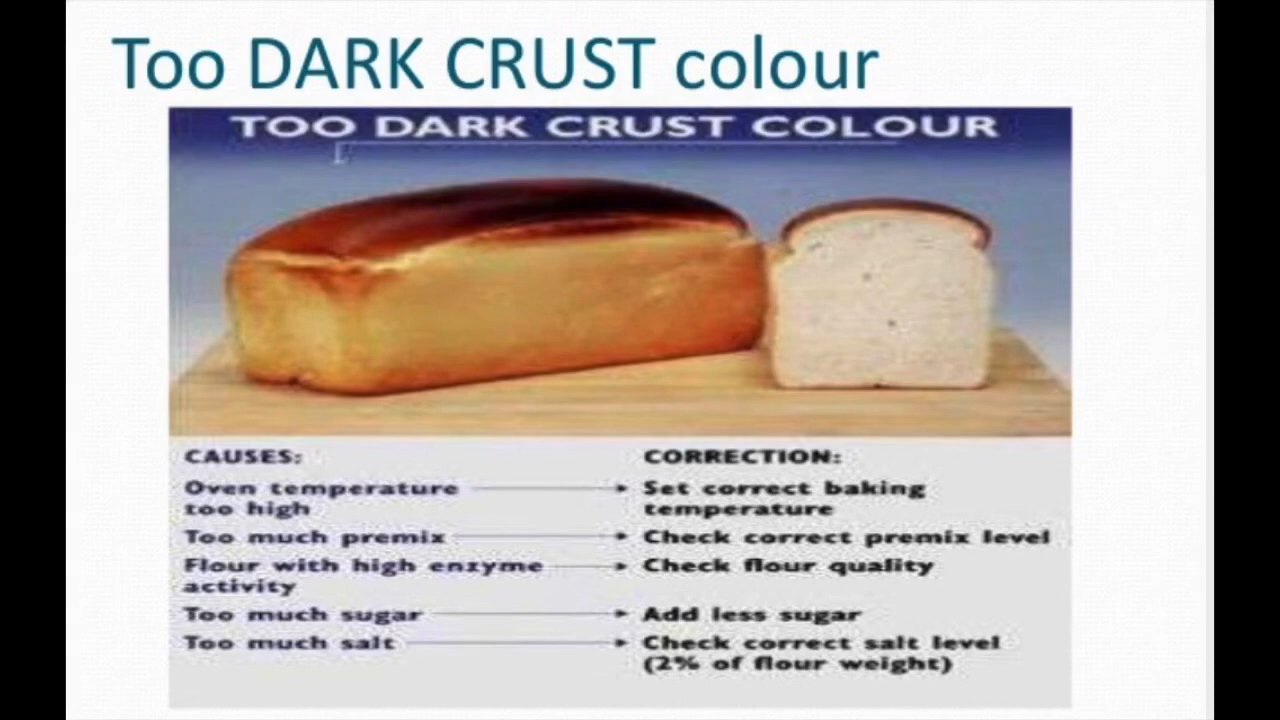 Too DARK CRUST colour
TOO DARK CRUST COLOUR
CAUSES:
Oven temperature
too high
Too much premix
Flour with high enzyme
activity
Too much sugar
Too much salt
CORRECTION:
Set correct baking
temperature
Check correct premix level
Check flour quality
Add less sugar
Check correct salt level
(2% of flour weight)